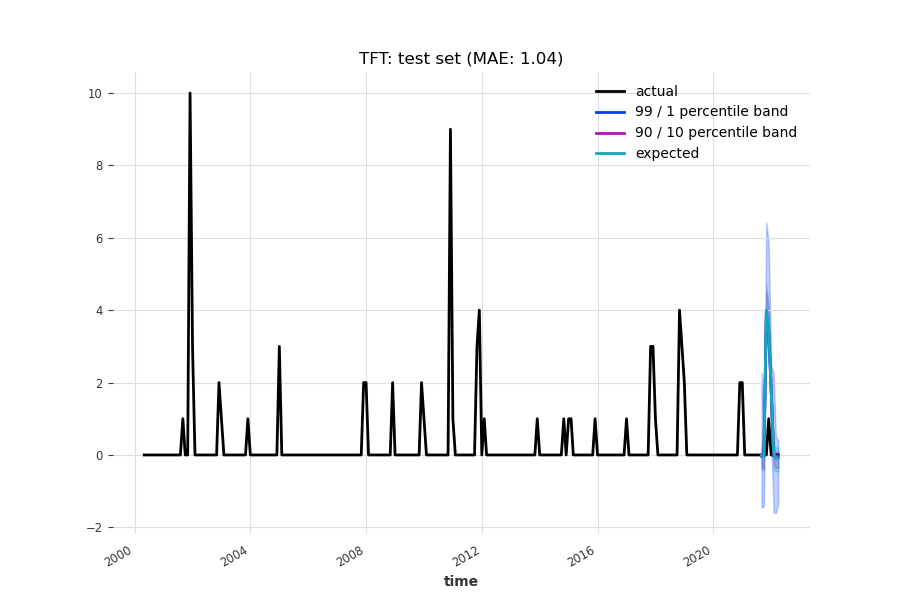 TFT: test set (MAE: 1.04)
actual
99 / 1 percentile band
90 / 10 percentile band
expected
10
8
6
4
2
0
−2
2000
2004
2008
2012
2016
2020
time